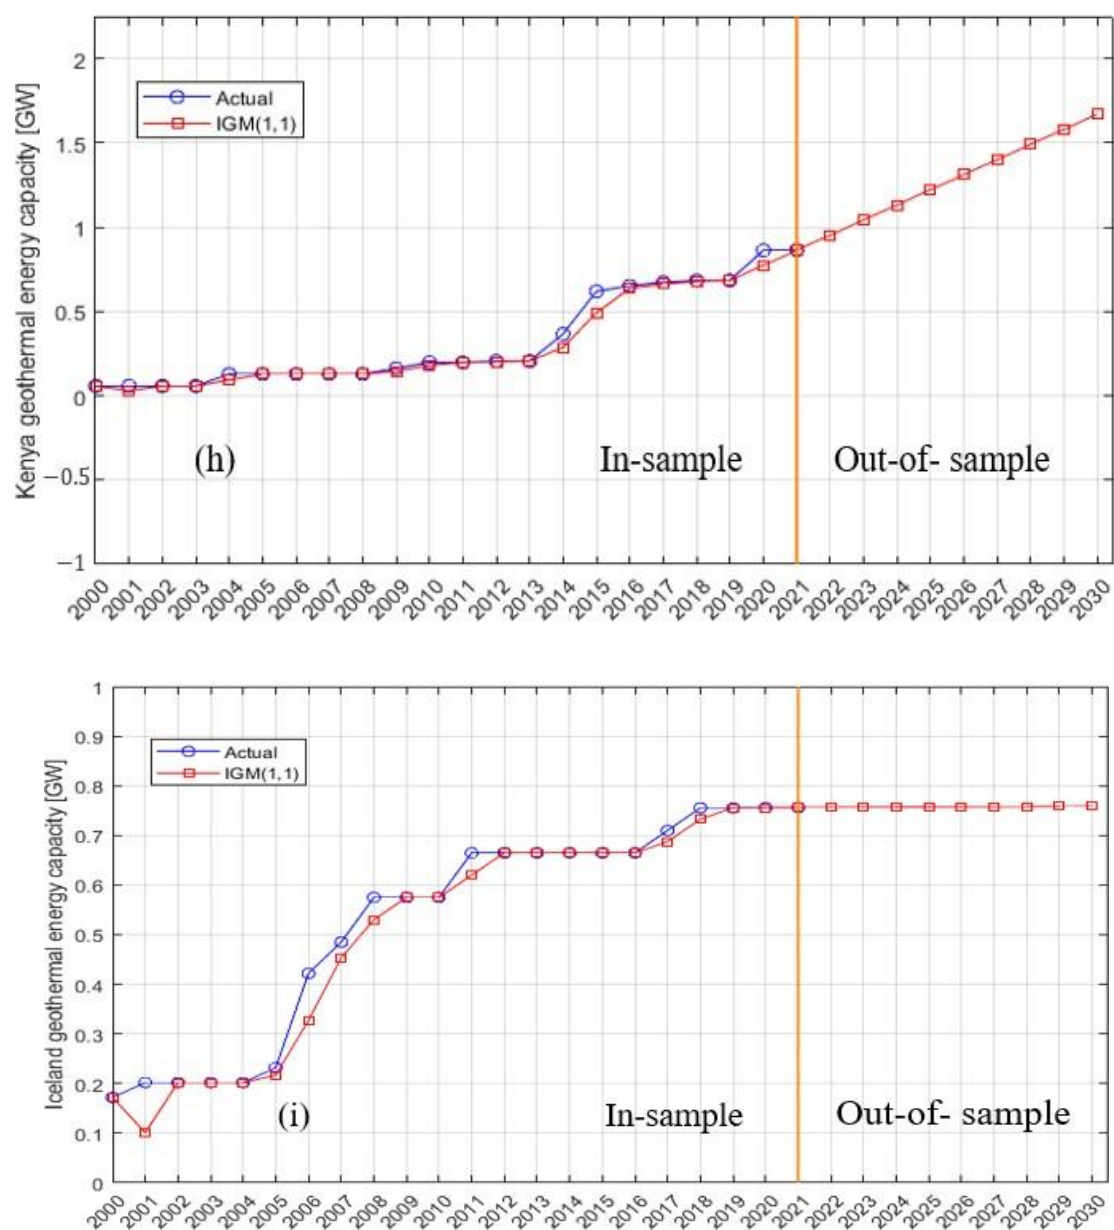 Kenya geothermal energy capacity [GW]
2
1.5
1
0.5
0
−0.5
−1
Actual
IGM(1,1)
(h)
In-sample
Out-of- sample
2000 2001 2002 2003 2004 2005 2006 2007 2008 2009 2010 2011 2012 2013 2014 2015 2016 2017 2018 2019 2020 2021 2022 2023 2024 2025 2026 2027 2028 2029 2030
Iceland geothermal energy capacity [GW]
1
0.9
0.8
0.7
0.6
0.5
0.4
0.3
0.2
0.1
0
Actual
IGM(1,1)
(i)
In-sample
Out-of- sample
2000 2001 2002 2003 2004 2005 2006 2007 2008 2009 2010 2011 2012 2013 2014 2015 2016 2017 2018 2019 2020 2021 2022 2023 2024 2025 2026 2027 2028 2029 2030